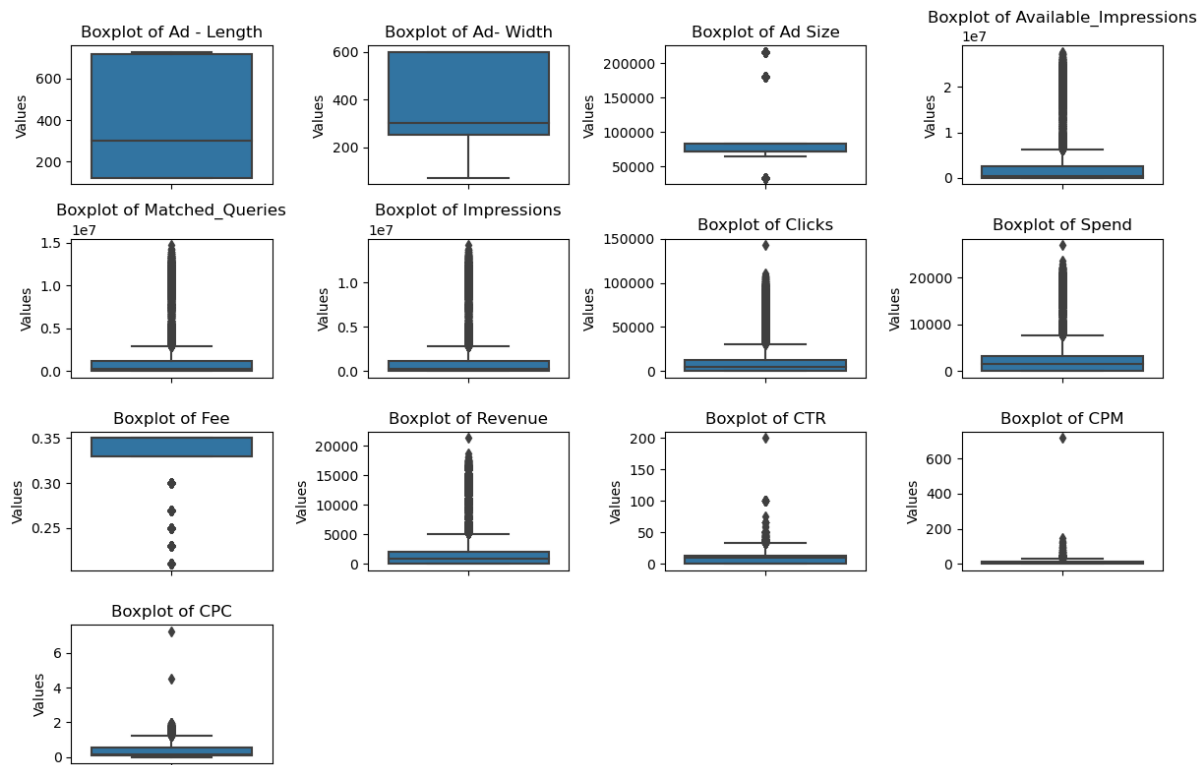 Boxplot of Ad - Length
Values
600
400
200
Boxplot of Ad- Width
Values
600
400
200
Boxplot of Ad Size
Values
200000
150000
100000
50000
Boxplot of Available_Impressions
1e7
Values
2
1
0
Boxplot of Matched_Queries
1e7
Values
1.5
1.0
0.5
0.0
Boxplot of Impressions
1e7
Values
1.0
0.5
0.0
Boxplot of Clicks
Values
150000
100000
50000
0
Boxplot of Spend
Values
20000
10000
0
Boxplot of Fee
Values
0.35
0.30
0.25
Boxplot of Revenue
Values
20000
15000
10000
5000
0
Boxplot of CTR
Values
200
150
100
50
0
Boxplot of CPM
Values
600
400
200
0
Boxplot of CPC
Values
6
4
2
0